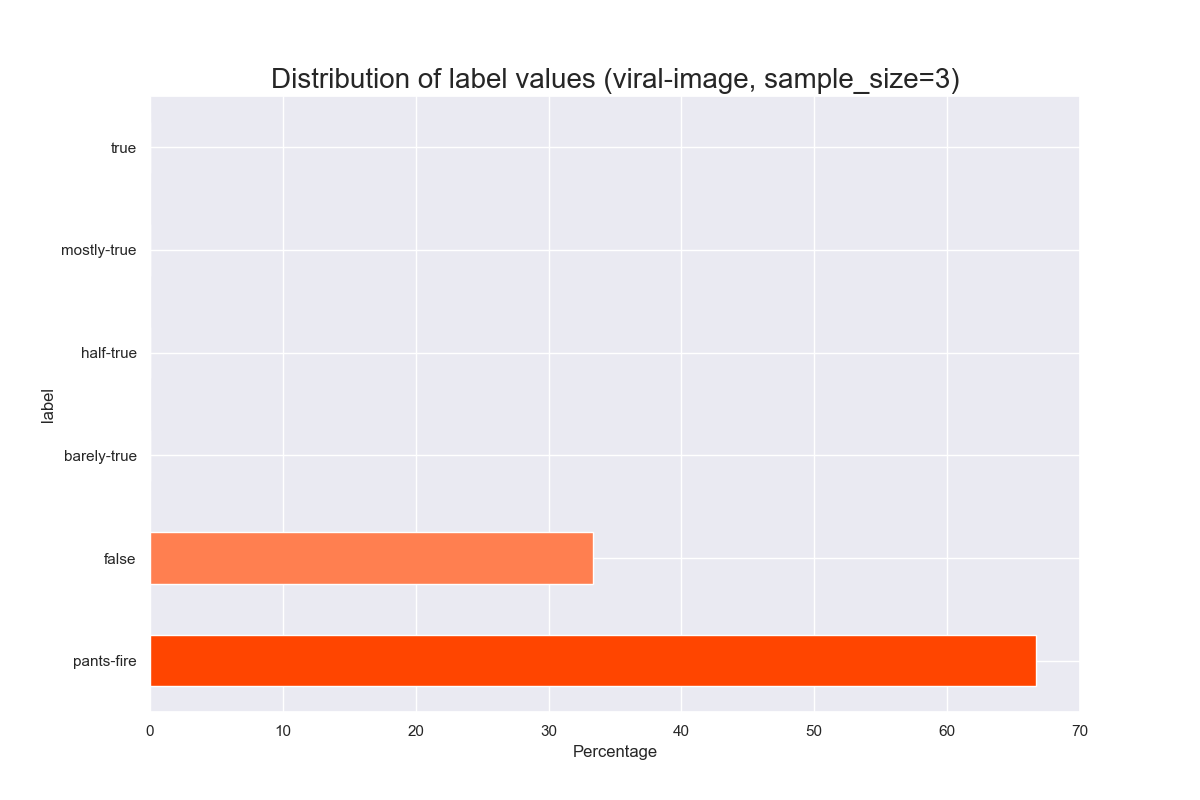 Distribution of label values (viral-image, sample_size=3)
true
mostly-true
half-true
label
barely-true
false
pants-fire
0 10 20 30 40 50 60 70
Percentage